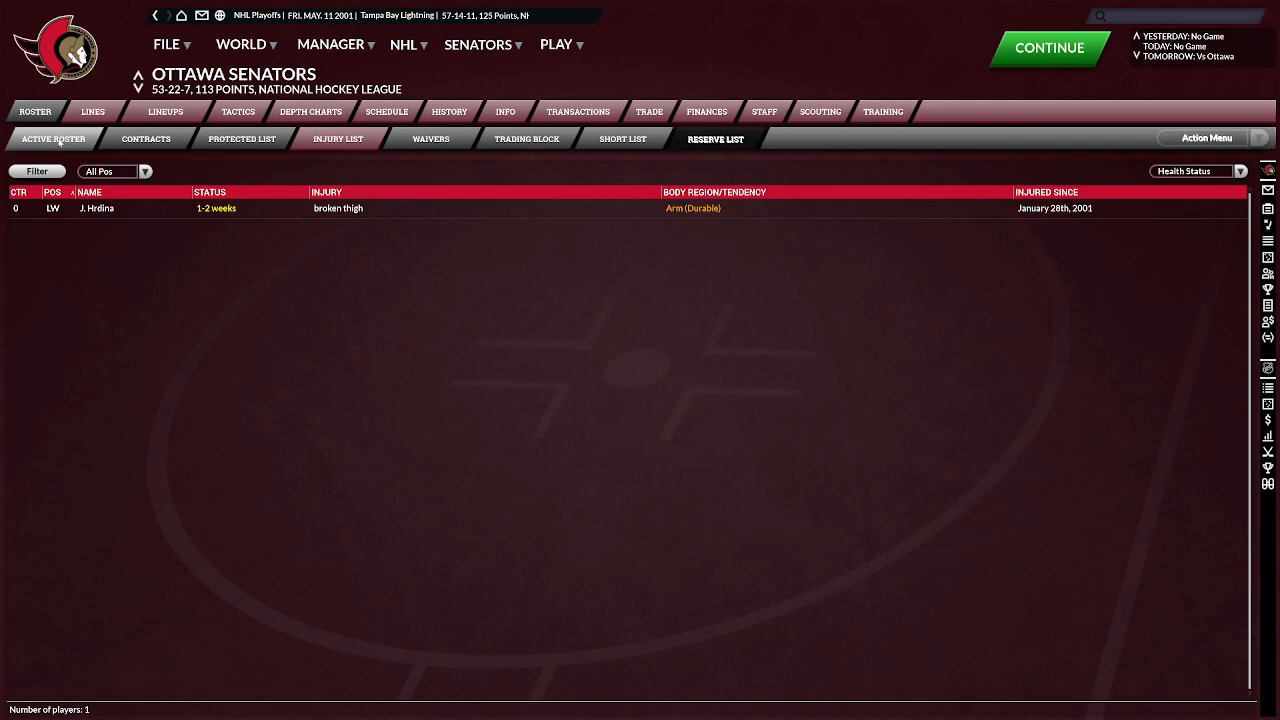 NHL Playoffs | FRI. MAY. 11 2001 | Tampa Bay Lightning | 57-14-11, 125 Points, NH
FILE WORLD MANAGER NHL SENATORS PLAY
CONTINUE
YESTERDAY: No Game
TODAY: No Game
TOMORROW: Vs Ottawa
OTTAWA SENATORS
53-22-7, 113 POINTS, NATIONAL HOCKEY LEAGUE
ROSTER LINES LINEUPS TACTICS DEPTH CHARTS SCHEDULE HISTORY INFO TRANSACTIONS TRADE FINANCES STAFF SCOUTING TRAINING
ACTIVE ROSTER CONTRACTS PROTECTED LIST INJURY LIST WAIVERS TRADING BLOCK SHORT LIST RESERVE LIST Action Menu
Filter All Pos Health Status
CTR POS NAME STATUS INJURY BODY REGION/TENDENCY INJURED SINCE
0 LW J. Hrdina 1-2 weeks broken thigh Arm (Durable) January 28th, 2001
Number of players: 1